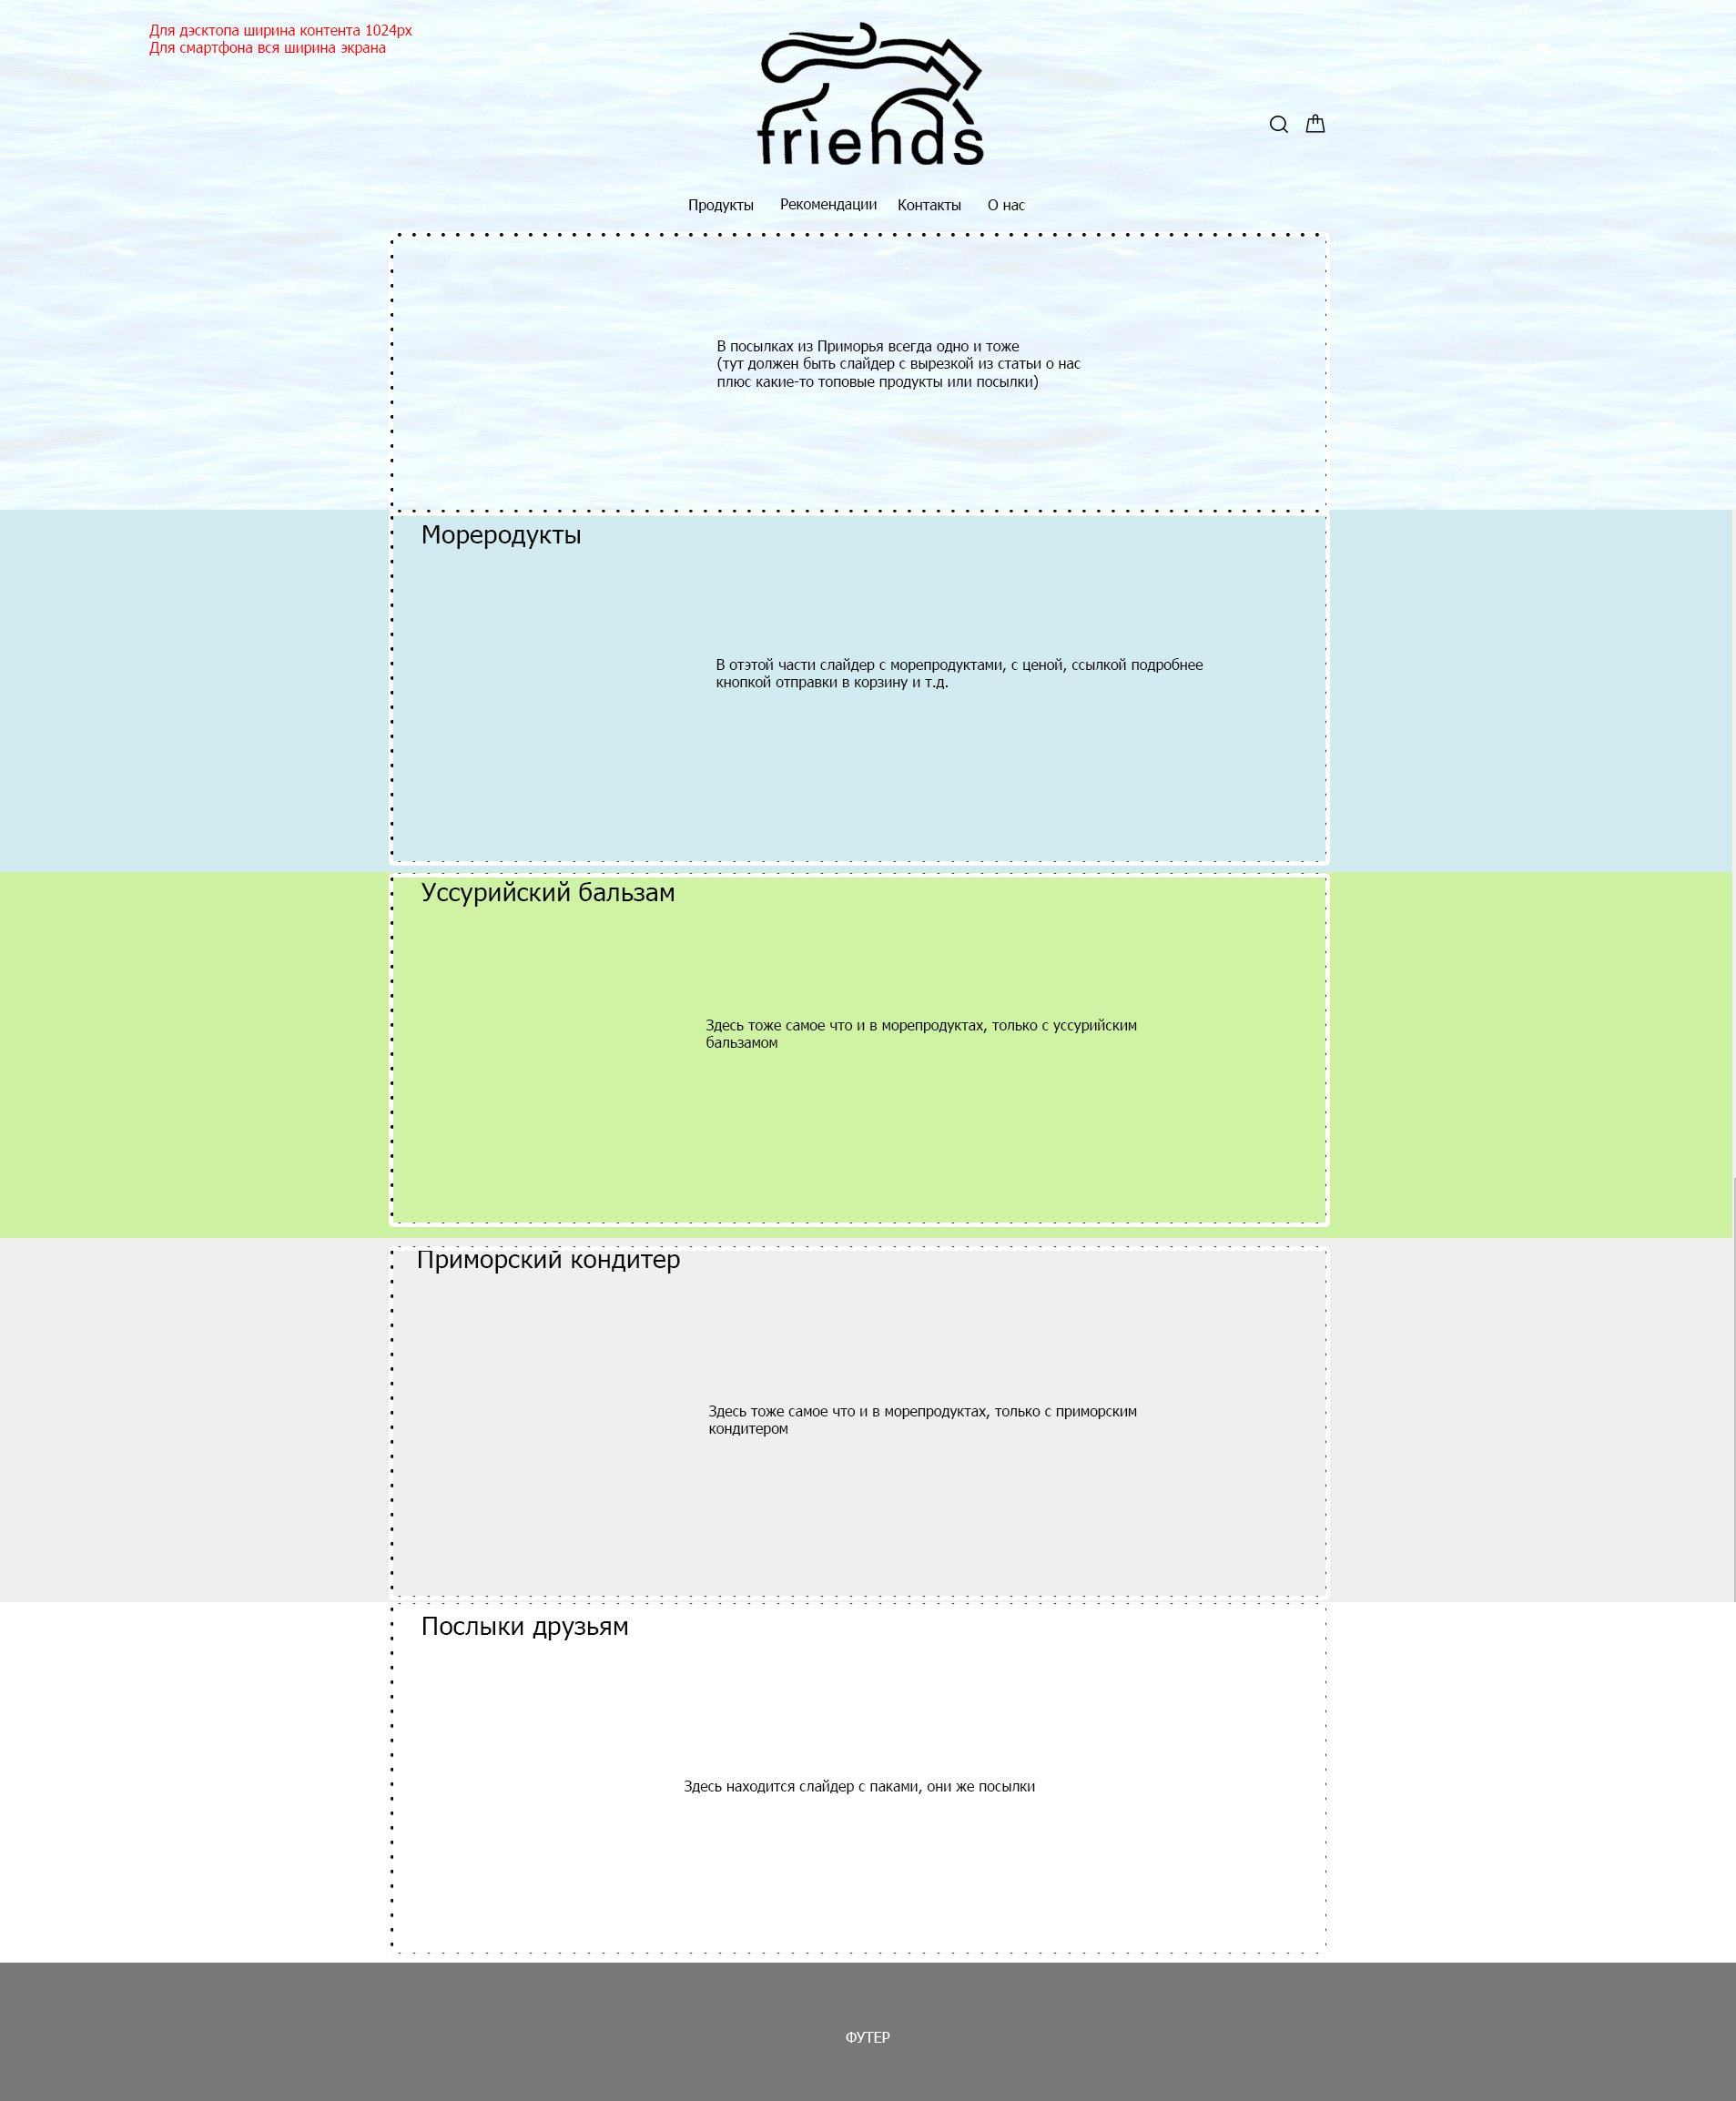 Для дэсктопа ширина контента 1024px
Для смартфона вся ширина экрана
friends
Продукты Рекомендации Контакты О нас
В посылках из Приморья всегда одно и тоже
(тут должен быть слайдер с вырезкой из статьи о нас
плюс какие-то топовые продукты или посылки)
Мореродукты
В отэтой части слайдер с морепродуктами, с ценой, ссылкой подробнее
кнопкой отправки в корзину и т.д.
Уссурийский бальзам
Здесь тоже самое что и в морепродуктах, только с уссурийским
бальзамом
Приморский кондитер
Здесь тоже самое что и в морепродуктах, только с приморским
кондитером
Послыки друзьям
Здесь находится слайдер с паками, они же посылки
ФУТЕР